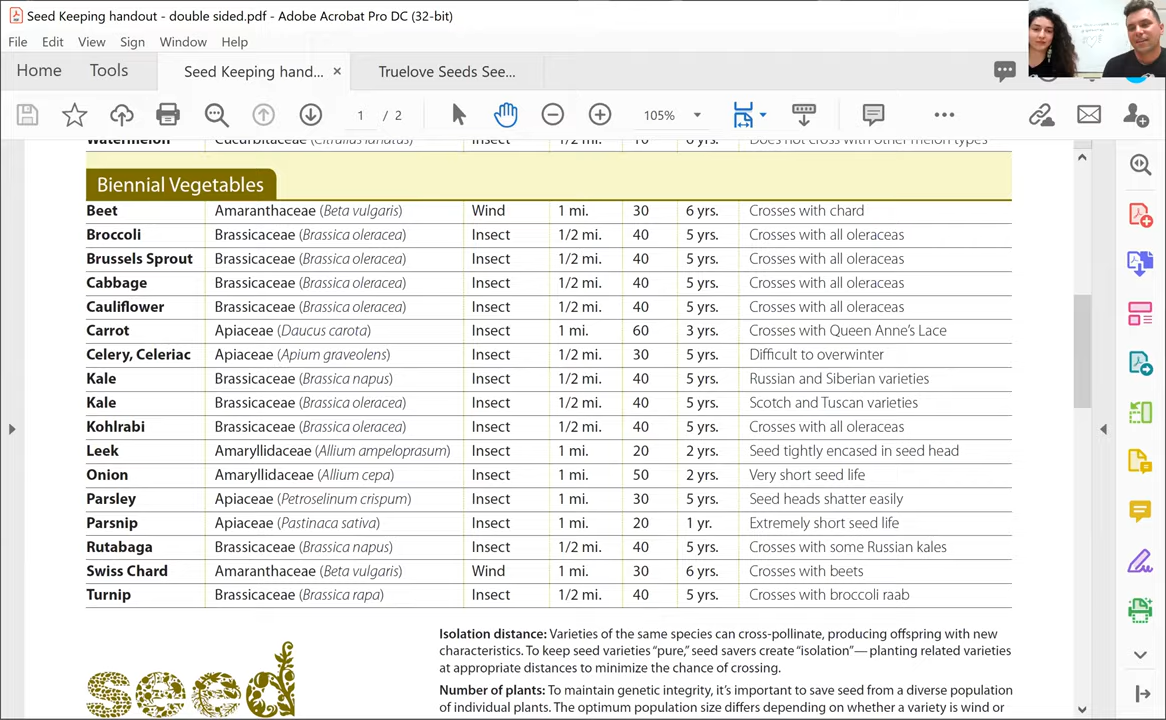 Seed Keeping handout - double sided.pdf - Adobe Acrobat Pro DC (32-bit)
File Edit View Sign Window Help
Home Tools Seed Keeping hand... × Truelove Seeds See...
1 / 2 105%
Watermelon Cucurbitaceae (Citrullus lanatus) Insect 1/2 mi. 10 6 yrs. Does not cross with other melon types
Biennial Vegetables
Beet Amaranthaceae (Beta vulgaris) Wind 1 mi. 30 6 yrs. Crosses with chard
Broccoli Brassicaceae (Brassica oleracea) Insect 1/2 mi. 40 5 yrs. Crosses with all oleraceas
Brussels Sprout Brassicaceae (Brassica oleracea) Insect 1/2 mi. 40 5 yrs. Crosses with all oleraceas
Cabbage Brassicaceae (Brassica oleracea) Insect 1/2 mi. 40 5 yrs. Crosses with all oleraceas
Cauliflower Brassicaceae (Brassica oleracea) Insect 1/2 mi. 40 5 yrs. Crosses with all oleraceas
Carrot Apiaceae (Daucus carota) Insect 1 mi. 60 3 yrs. Crosses with Queen Anne's Lace
Celery, Celeriac Apiaceae (Apium graveolens) Insect 1/2 mi. 30 5 yrs. Difficult to overwinter
Kale Brassicaceae (Brassica napus) Insect 1/2 mi. 40 5 yrs. Russian and Siberian varieties
Kale Brassicaceae (Brassica oleracea) Insect 1/2 mi. 40 5 yrs. Scotch and Tuscan varieties
Kohlrabi Brassicaceae (Brassica oleracea) Insect 1/2 mi. 40 5 yrs. Crosses with all oleraceas
Leek Amaryllidaceae (Allium ampeloprasum) Insect 1 mi. 20 2 yrs. Seed tightly encased in seed head
Onion Amaryllidaceae (Allium cepa) Insect 1 mi. 50 2 yrs. Very short seed life
Parsley Apiaceae (Petroselinum crispum) Insect 1 mi. 30 5 yrs. Seed heads shatter easily
Parsnip Apiaceae (Pastinaca sativa) Insect 1 mi. 20 1 yr. Extremely short seed life
Rutabaga Brassicaceae (Brassica napus) Insect 1/2 mi. 40 5 yrs. Crosses with some Russian kales
Swiss Chard Amaranthaceae (Beta vulgaris) Wind 1 mi. 30 6 yrs. Crosses with beets
Turnip Brassicaceae (Brassica rapa) Insect 1/2 mi. 40 5 yrs. Crosses with broccoli raab
seed
Isolation distance: Varieties of the same species can cross-pollinate, producing offspring with new
characteristics. To keep seed varieties "pure," seed savers create "isolation"— planting related varieties
at appropriate distances to minimize the chance of crossing.
Number of plants: To maintain genetic integrity, it's important to save seed from a diverse population
of individual plants. The optimum population size differs depending on whether a variety is wind or